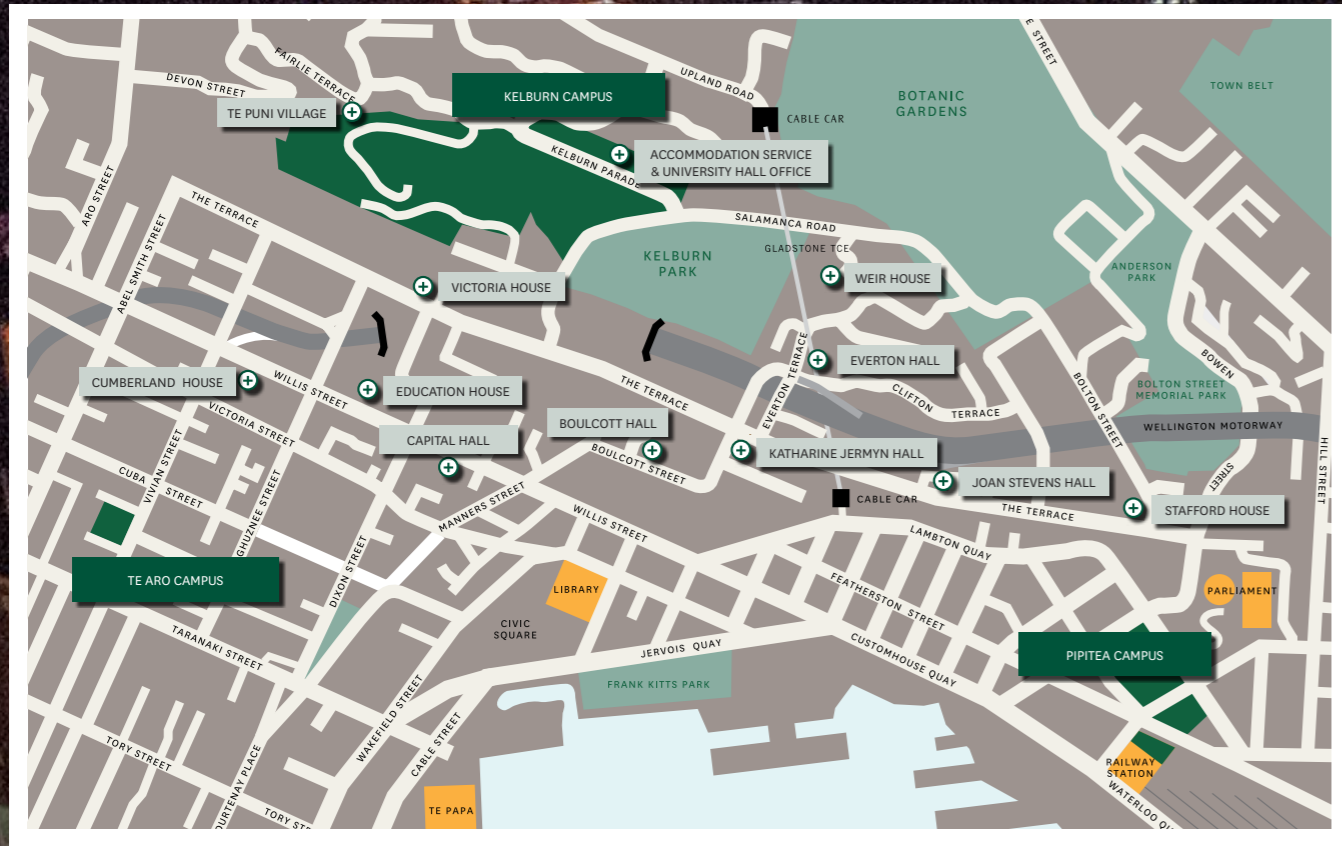 FAIRLIE TERRACE
DEVON STREET
TE PUNI VILLAGE
KELBURN CAMPUS
UPLAND ROAD
CABLE CAR
BOTANIC
GARDENS
E STREET
TOWN BELT
ACCOMMODATION SERVICE
& UNIVERSITY HALL OFFICE
KELBURN PARADE
ARO STREET
THE TERRACE
ABEL SMITH STREET
SALAMANCA ROAD
GLADSTONE TCE
KELBURN
PARK
WEIR HOUSE
ANDERSON
PARK
VICTORIA HOUSE
EVERTON HALL
EVERTON TERRACE
CLIFTON
TERRACE
BOLTON STREET
BOWEN
STREET
BOLTON STREET
MEMORIAL PARK
WELLINGTON MOTORWAY
HILL STREET
CUMBERLAND HOUSE
WILLIS STREET
EDUCATION HOUSE
THE TERRACE
VICTORIA STREET
CAPITAL HALL
BOULCOTT HALL
BOULCOTT STREET
KATHARINE JERMYN HALL
JOAN STEVENS HALL
STAFFORD HOUSE
THE TERRACE
CABLE CAR
CUBA STREET
VIVIAN STREET
GHUZNEE STREET
DIXON STREET
MANNERS STREET
WILLIS STREET
LAMBTON QUAY
FEATHERSTON STREET
CUSTOMHOUSE QUAY
TE ARO CAMPUS
LIBRARY
CIVIC
SQUARE
PARLIAMENT
JERVOIS QUAY
PIPITEA CAMPUS
TARANAKI STREET
FRANK KITTS PARK
WAKEFIELD STREET
CABLE STREET
TORY STREET
OURTENAY PLACE
TORY STR
TE PAPA
RAILWAY
STATION
WATERLOO QU